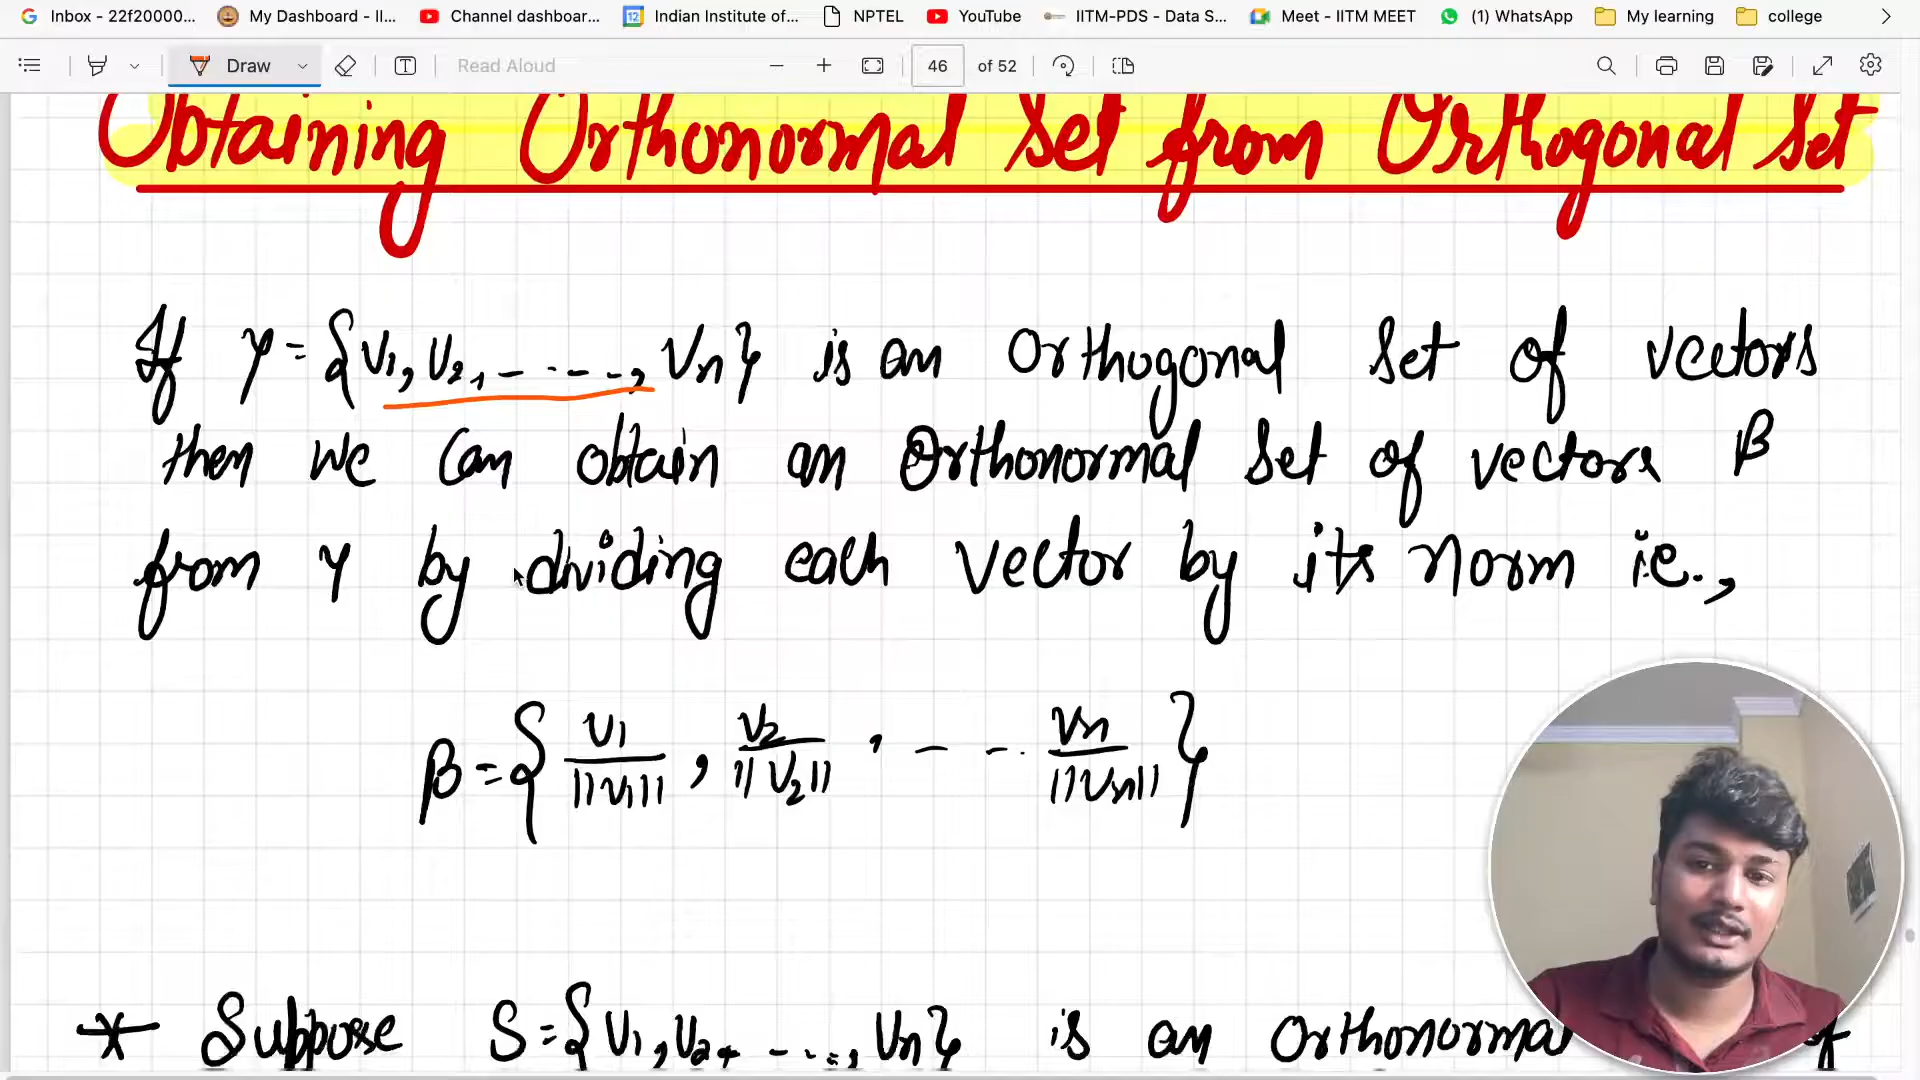 Inbox - 22f20000... My Dashboard - II... Channel dashboar... Indian Institute of... NPTEL YouTube IITM-PDS - Data S... Meet - IITM MEET (1) WhatsApp My learning college
Draw Read Aloud 46 of 52
Obtaining Orthonormal Set from Orthogonal Set
If γ = {v1, v2, - - - -, vn} is an Orthogonal Set of vectors
then we can obtain an Orthonormal Set of vectors β
from γ by dividing each vector by its norm i.e.,
β = { v1/||v1||, v2/||v2||, - - - vn/||vn|| }
* Suppose S = {v1, v2, - - - -, vn} is an Orthonormal of